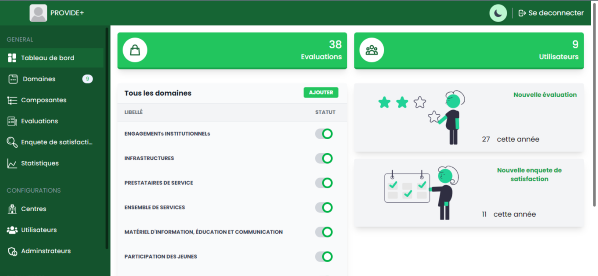 PROVIDE+
Se deconnecter
GENERAL
Tableau de bord
Domaines
Composantes
Evaluations
Enquete de satisfacti...
Statistiques
CONFIGURATIONS
Centres
Utilisateurs
Adminstrateurs
38
Evaluations
9
Utilisateurs
Tous les domaines
AJOUTER
LIBELLÉ
STATUT
ENGAGEMENTs INSTITUTIONNELs
INFRASTRUCTURES
PRESTATAIRES DE SERVICE
ENSEMBLE DE SERVICES
MATÉRIEL D'INFORMATION, ÉDUCATION ET COMMUNICATION
PARTICIPATION DES JEUNES
Nouvelle évaluation
27 cette année
Nouvelle enquete de
satisfaction
11 cette année